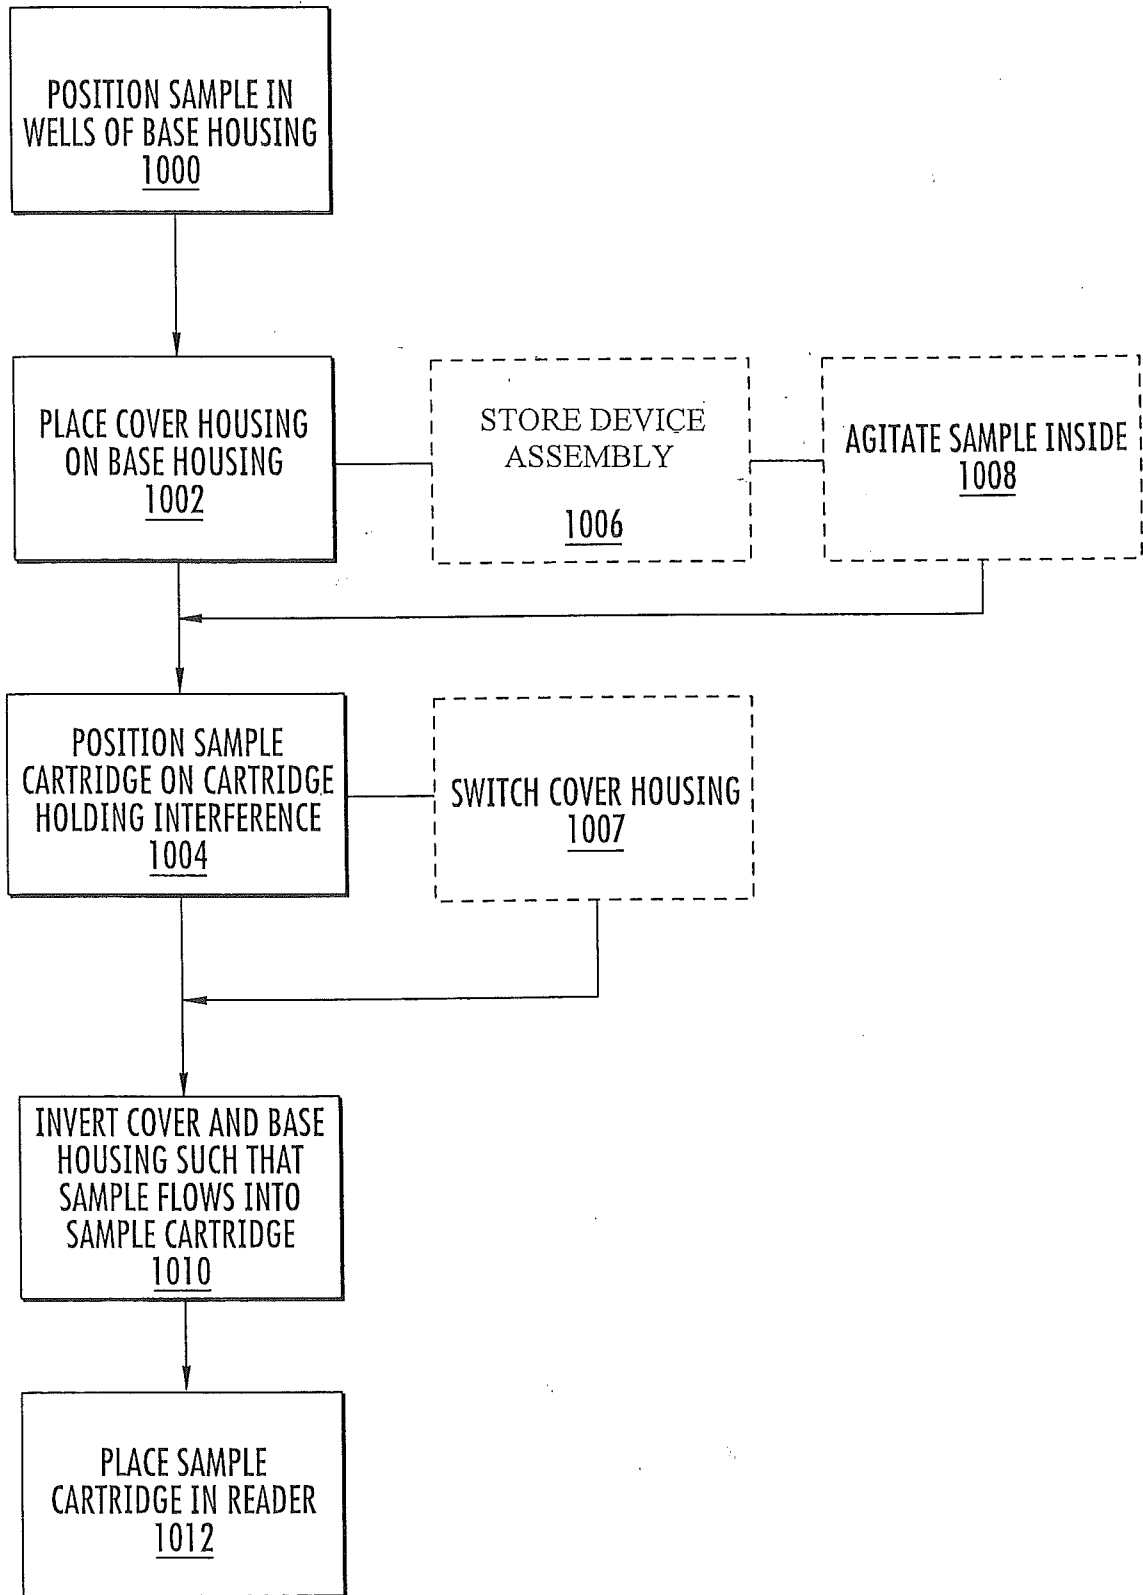 POSITION SAMPLE IN
WELLS OF BASE HOUSING
1000
PLACE COVER HOUSING
ON BASE HOUSING
1002
STORE DEVICE
ASSEMBLY
1006
AGITATE SAMPLE INSIDE
1008
POSITION SAMPLE
CARTRIDGE ON CARTRIDGE
HOLDING INTERFERENCE
1004
SWITCH COVER HOUSING
1007
INVERT COVER AND BASE
HOUSING SUCH THAT
SAMPLE FLOWS INTO
SAMPLE CARTRIDGE
1010
PLACE SAMPLE
CARTRIDGE IN READER
1012